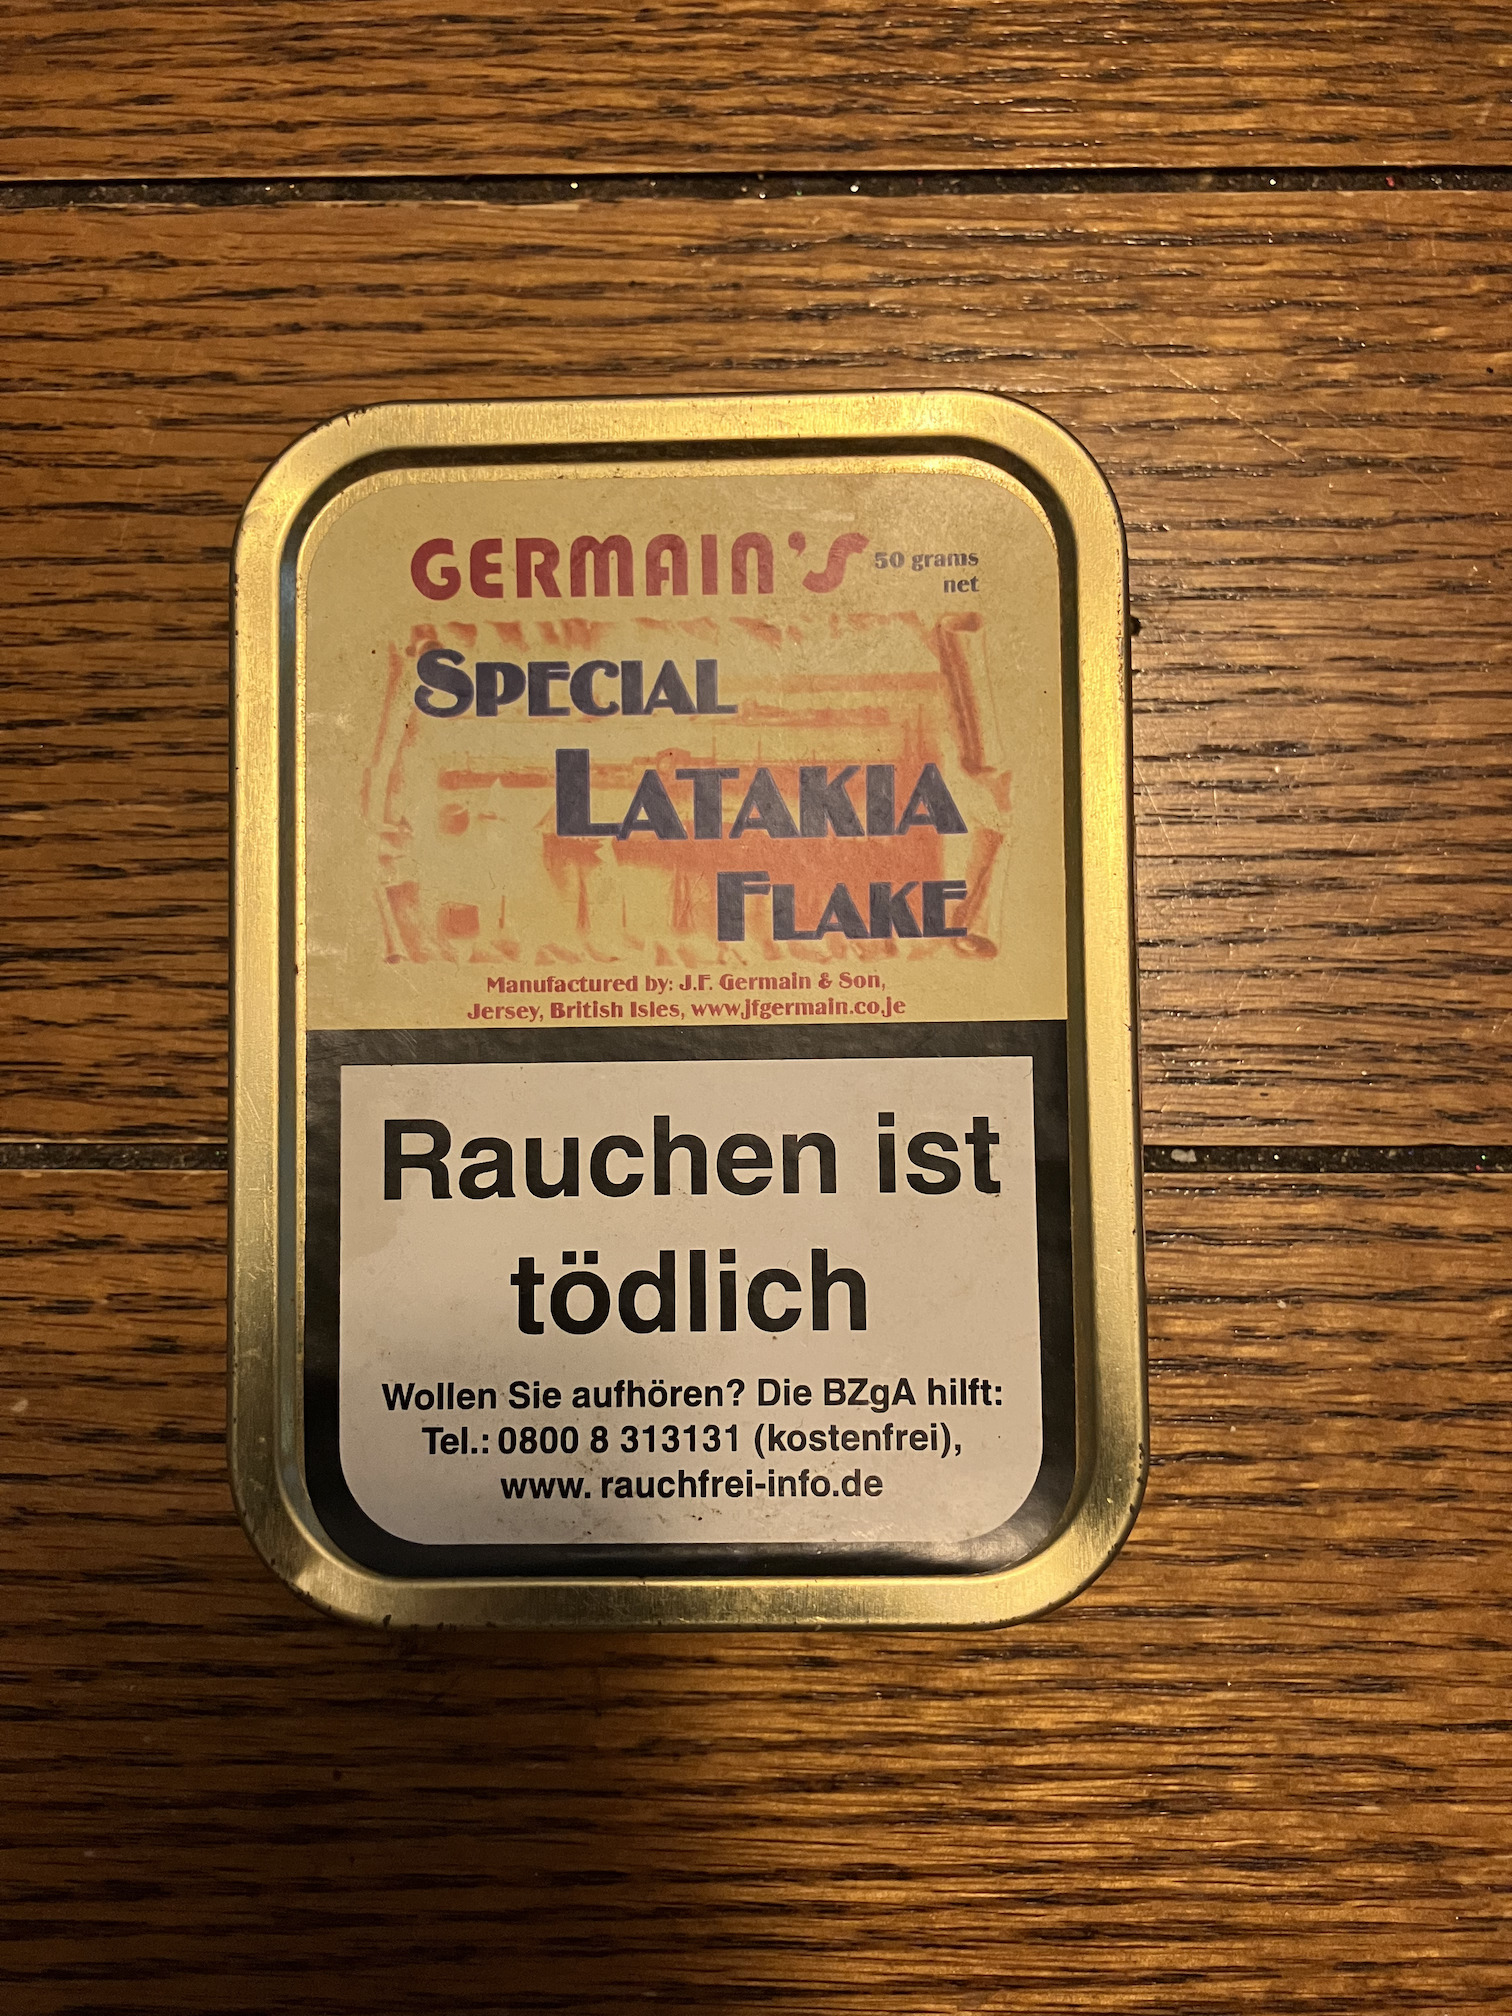 GERMAIN'S
50 grams
net
SPECIAL
LATAKIA
FLAKE
Manufactured by: J.F. Germain & Son,
Jersey, British Isles, www.jfgermain.co.je
Rauchen ist
tödlich
Wollen Sie aufhören? Die BZgA hilft:
Tel.: 0800 8 313131 (kostenfrei),
www. rauchfrei-info.de